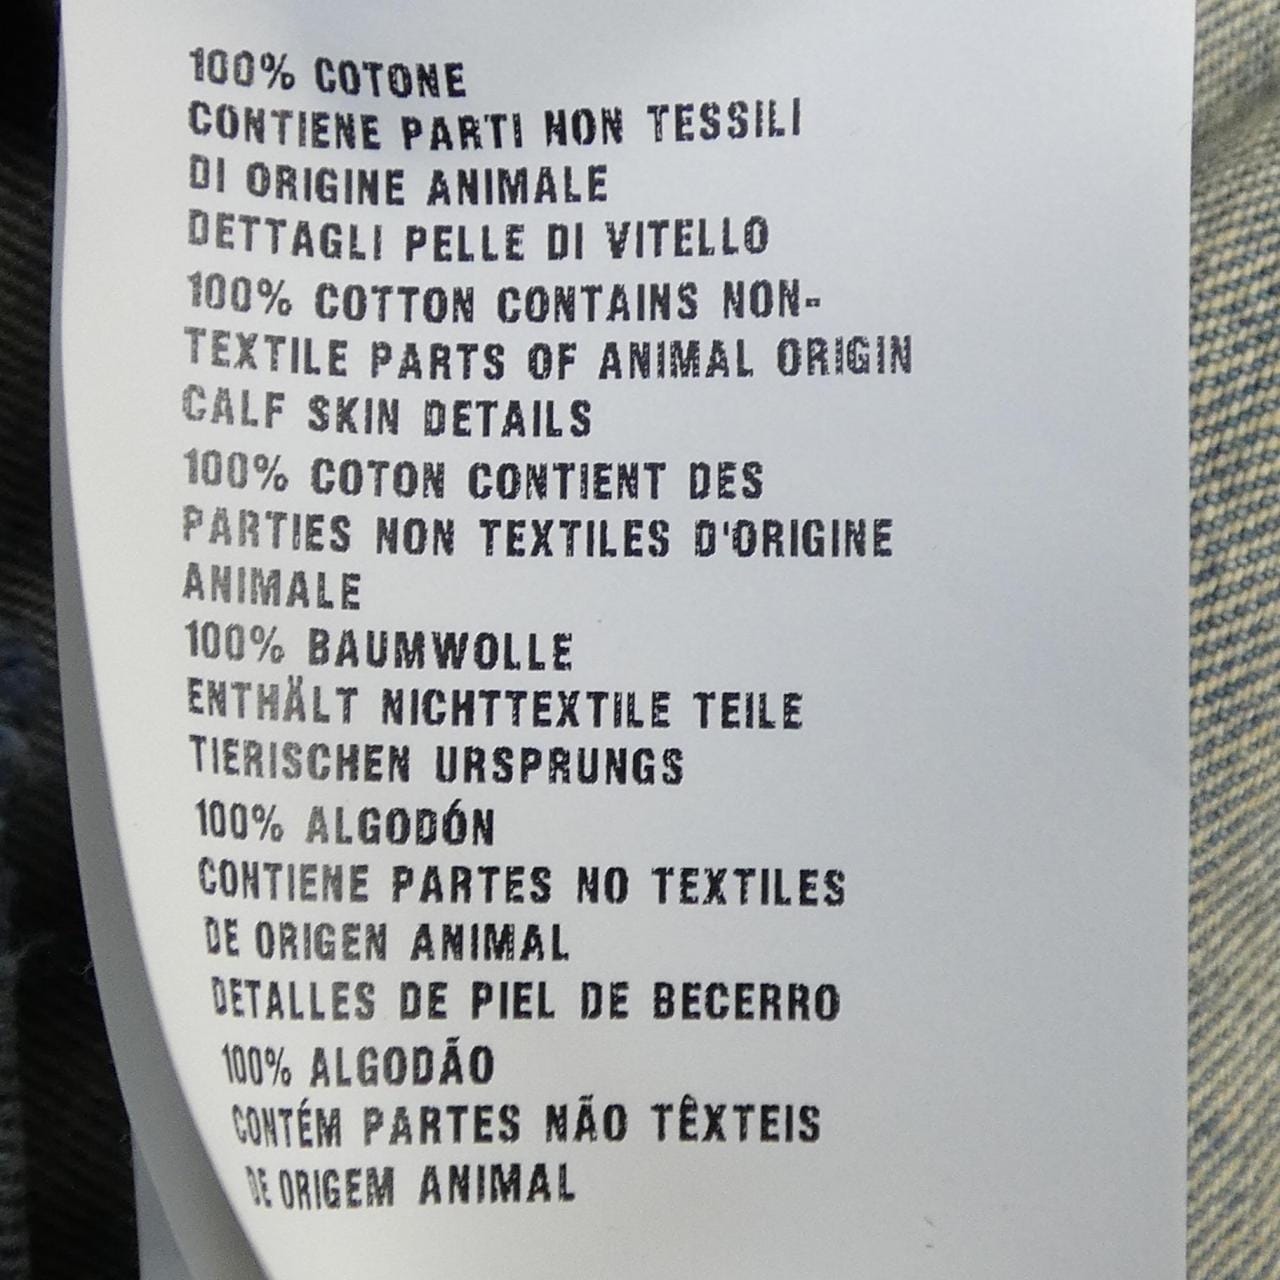 100% COTONE
CONTIENE PARTI NON TESSILI
DI ORIGINE ANIMALE
DETTAGLI PELLE DI VITELLO
100% COTTON CONTAINS NON-
TEXTILE PARTS OF ANIMAL ORIGIN
CALF SKIN DETAILS
100% COTON CONTIENT DES
PARTIES NON TEXTILES D'ORIGINE
ANIMALE
100% BAUMWOLLE
ENTHÄLT NICHTTEXTILE TEILE
TIERISCHEN URSPRUNGS
100% ALGODÓN
CONTIENE PARTES NO TEXTILES
DE ORIGEN ANIMAL
DETALLES DE PIEL DE BECERRO
100% ALGODÃO
CONTÉM PARTES NÃO TÊXTEIS
DE ORIGEM ANIMAL